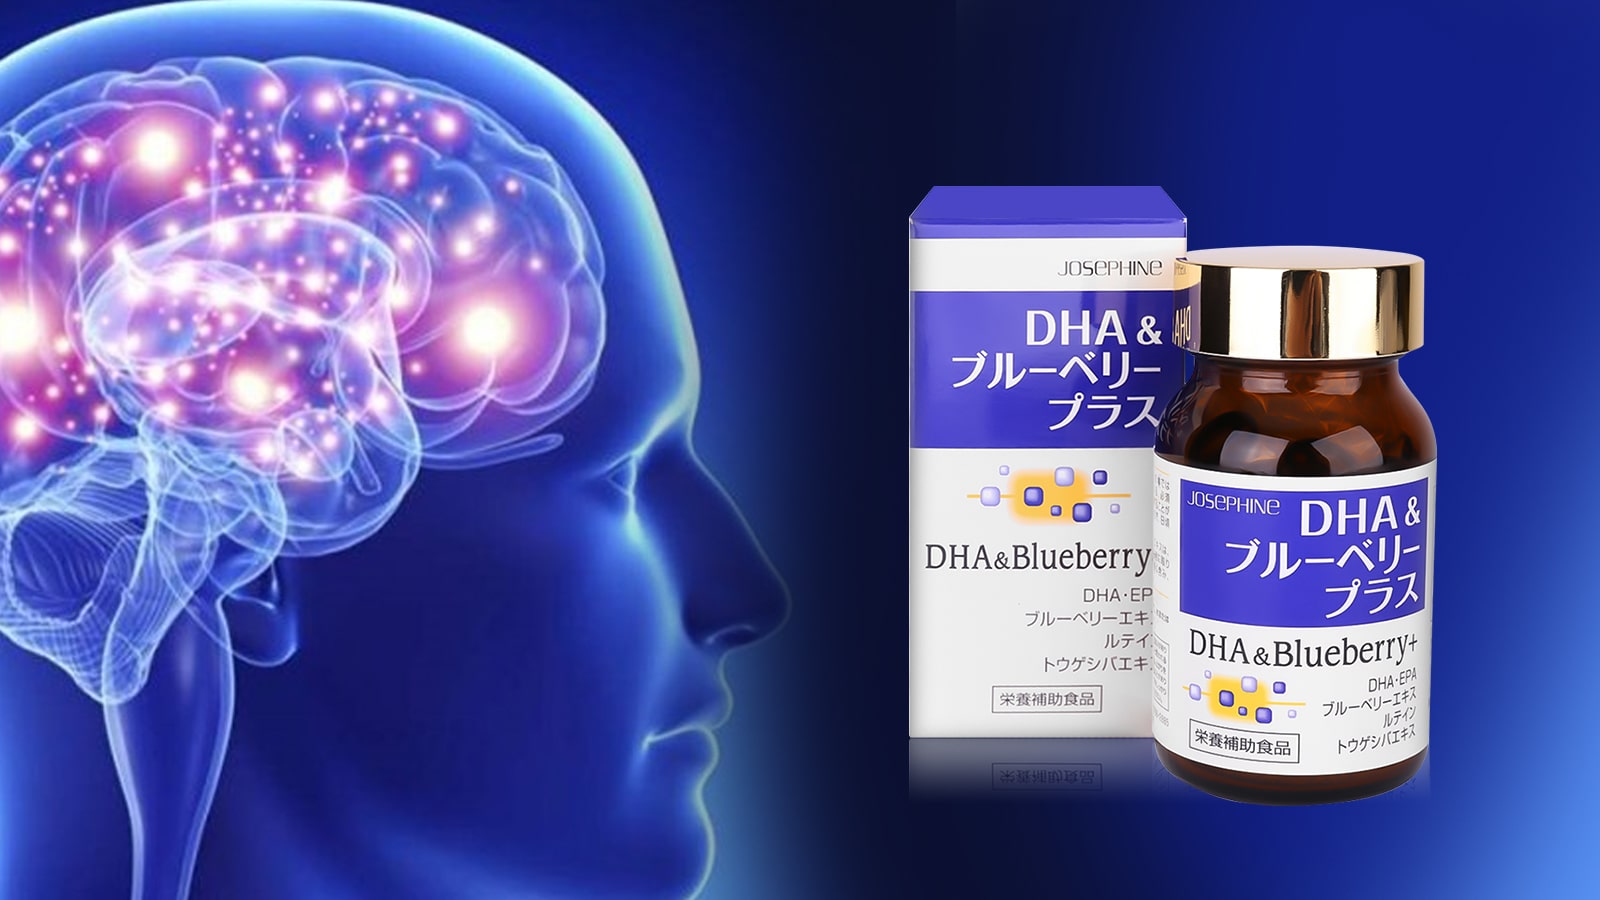 JOSEPHINE
DHA &
ブルーベリー
プラス
DHA&Blueberry
DHA・EP
ブルーベリーエキ
ルテイ
トウゲシバエキ
栄養補助食品
JOSEPHINE
DHA &
ブルーベリー
プラス
DHA&Blueberry+
DHA・EPA
ブルーベリーエキス
ルテイン
トウゲシバエキス
栄養補助食品